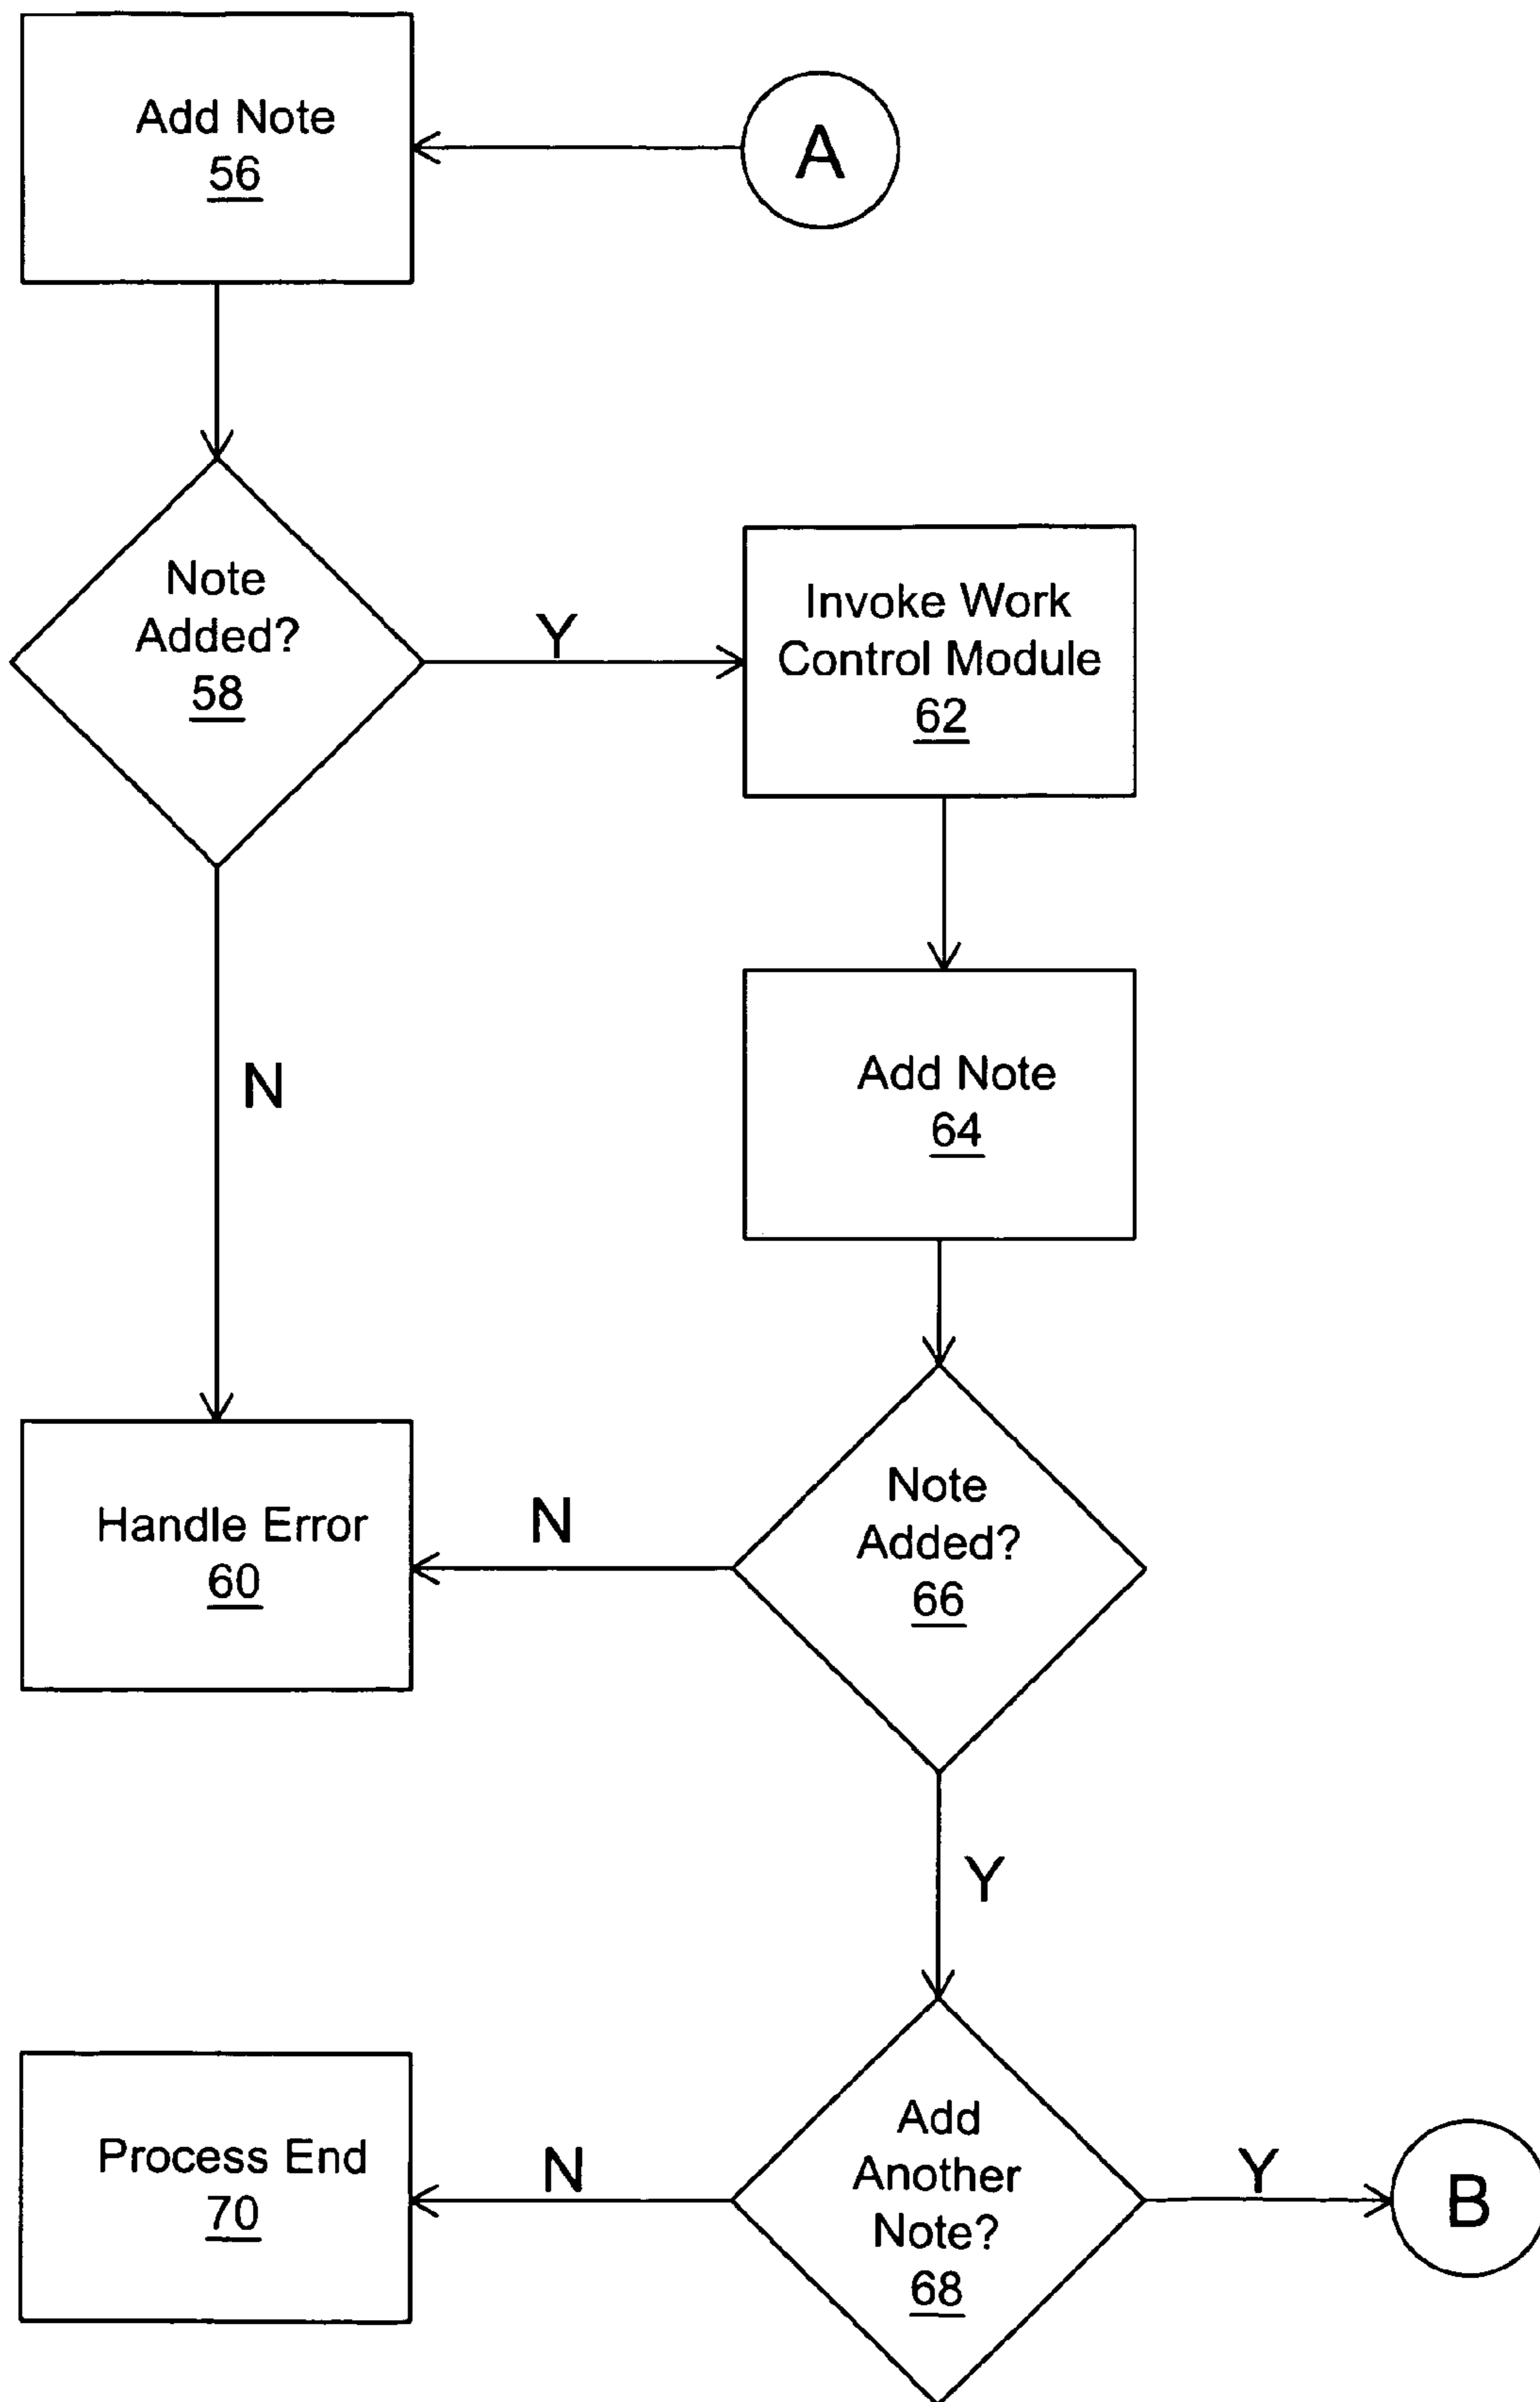 Add Note
56
A
Note
Added?
58
Y
Invoke Work
Control Module
62
N
Add Note
64
Handle Error
60
N
Note
Added?
66
Y
Process End
70
N
Add
Another
Note?
68
Y
B